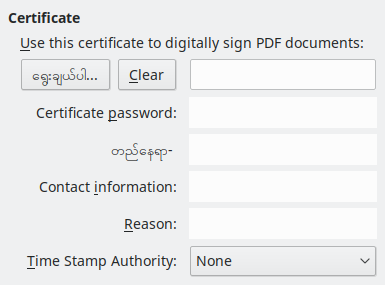 Certificate
Use this certificate to digitally sign PDF documents:
ရွေးချယ်ပါ... Clear
Certificate password:
တည်နေရာ-
Contact information:
Reason:
Time Stamp Authority: None